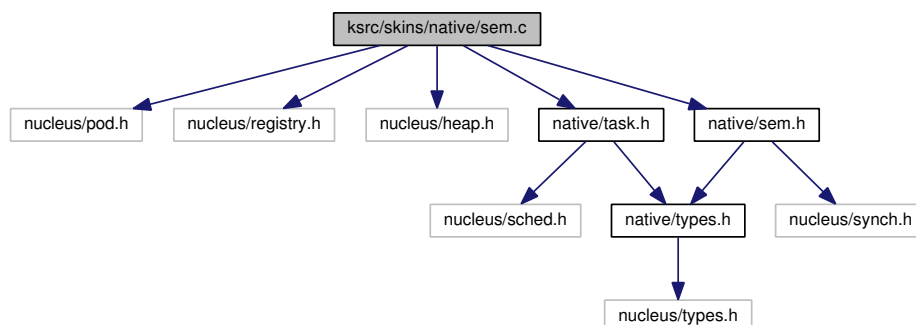 ksrc/skins/native/sem.c
nucleus/pod.h
nucleus/registry.h
nucleus/heap.h
native/task.h
native/sem.h
nucleus/sched.h
native/types.h
nucleus/synch.h
nucleus/types.h